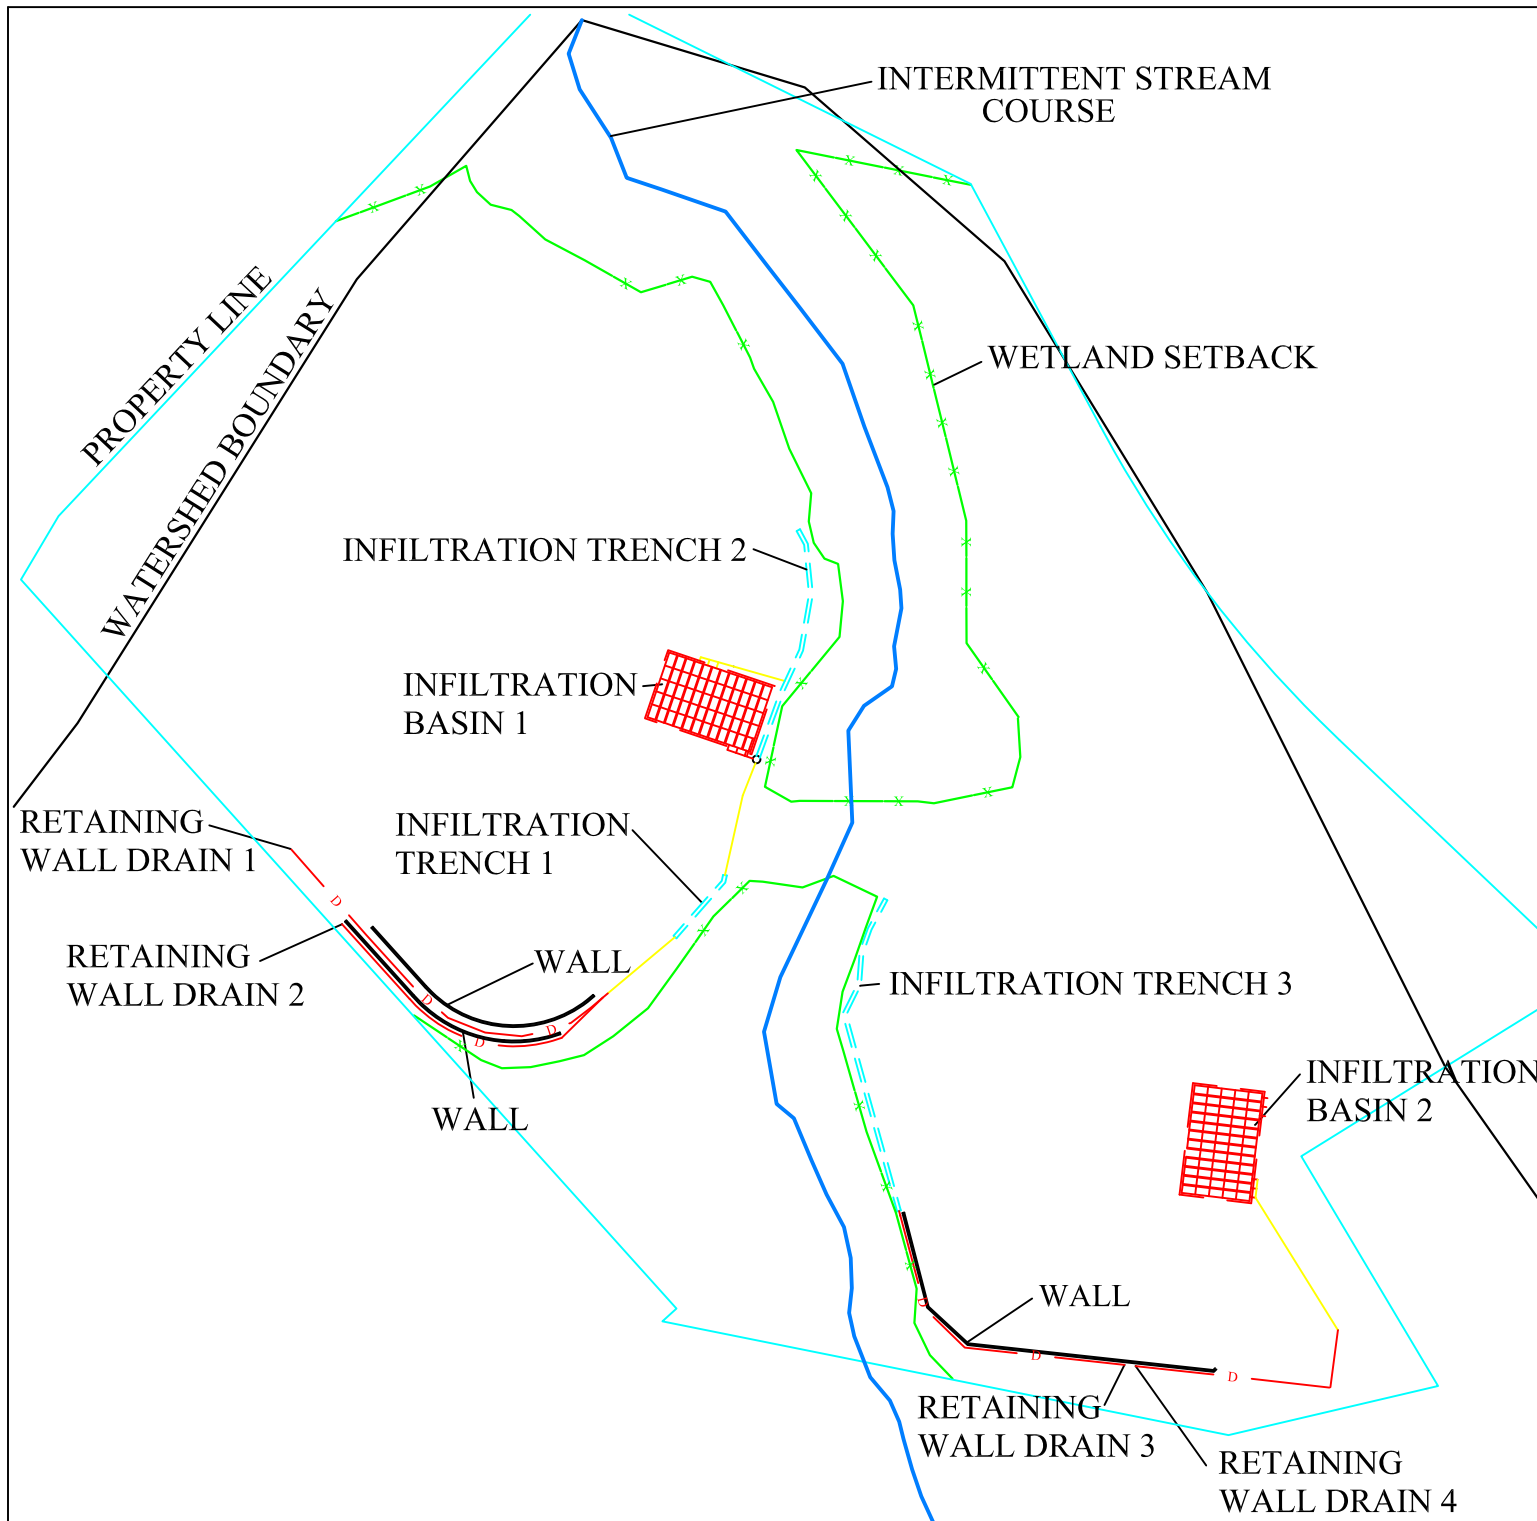 INTERMITTENT STREAM
COURSE
PROPERTY LINE
WATERSHED BOUNDARY
WETLAND SETBACK
INFILTRATION TRENCH 2
INFILTRATION
BASIN 1
RETAINING
WALL DRAIN 1
INFILTRATION
TRENCH 1
RETAINING
WALL DRAIN 2
WALL
INFILTRATION TRENCH 3
WALL
INFILTRATION
BASIN 2
WALL
RETAINING
WALL DRAIN 3
RETAINING
WALL DRAIN 4
D
D
D
D
D
D
D